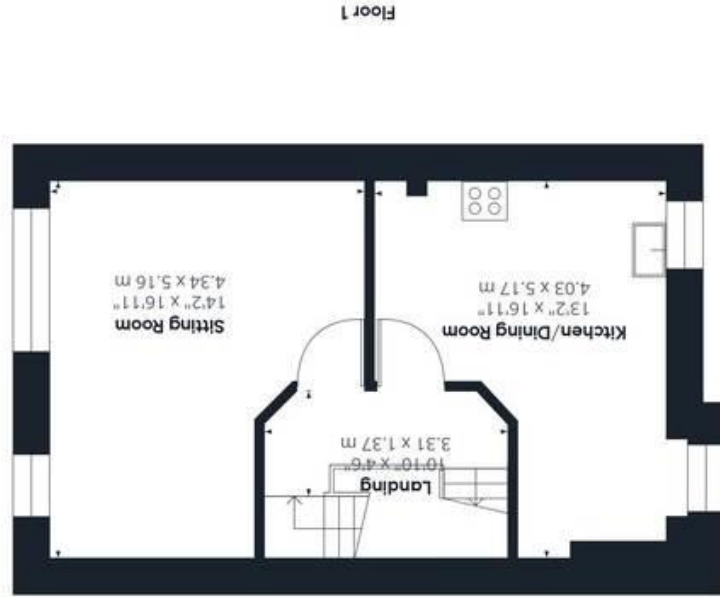 Landing
10'10" x 4'6"
3.31 x 1.37 m
Kitchen/Dining Room
13'2" x 16'11"
4.03 x 5.17 m
Sitting Room
14'2" x 16'11"
4.34 x 5.16 m
Floor 1